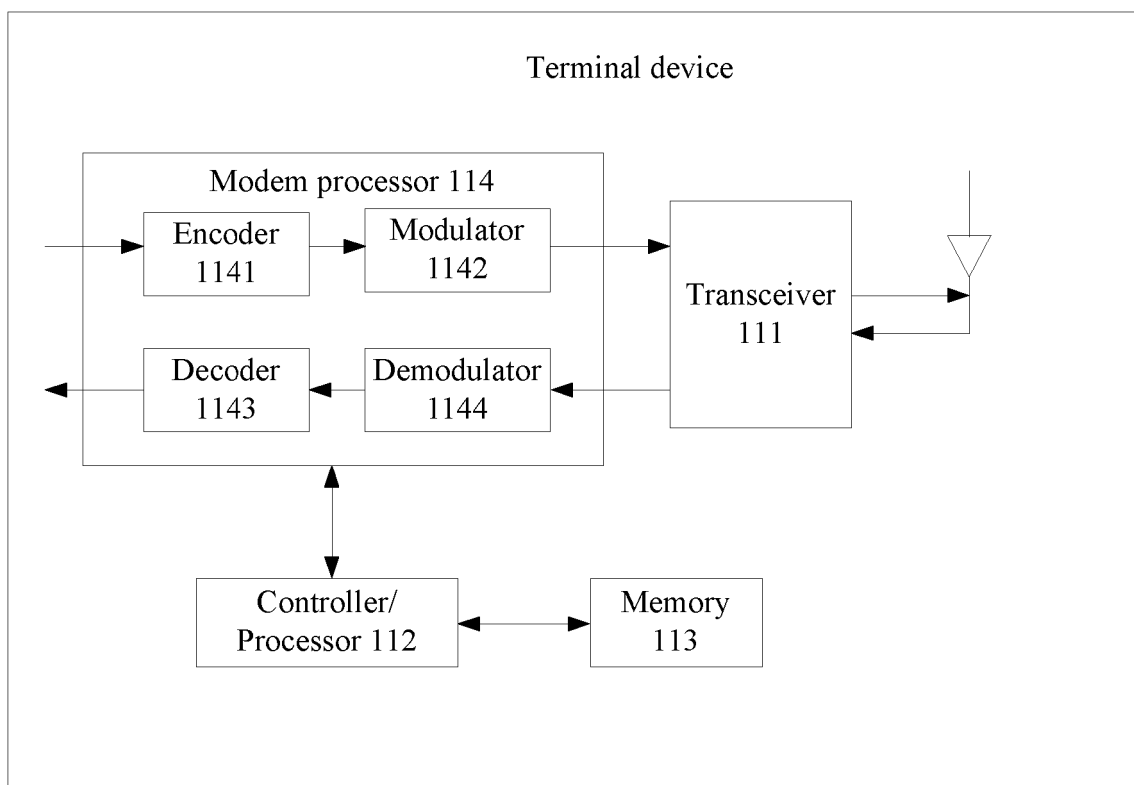 Terminal device
Modem processor 114
Encoder
1141
Modulator
1142
Transceiver
111
Decoder
1143
Demodulator
1144
Controller/
Processor 112
Memory
113